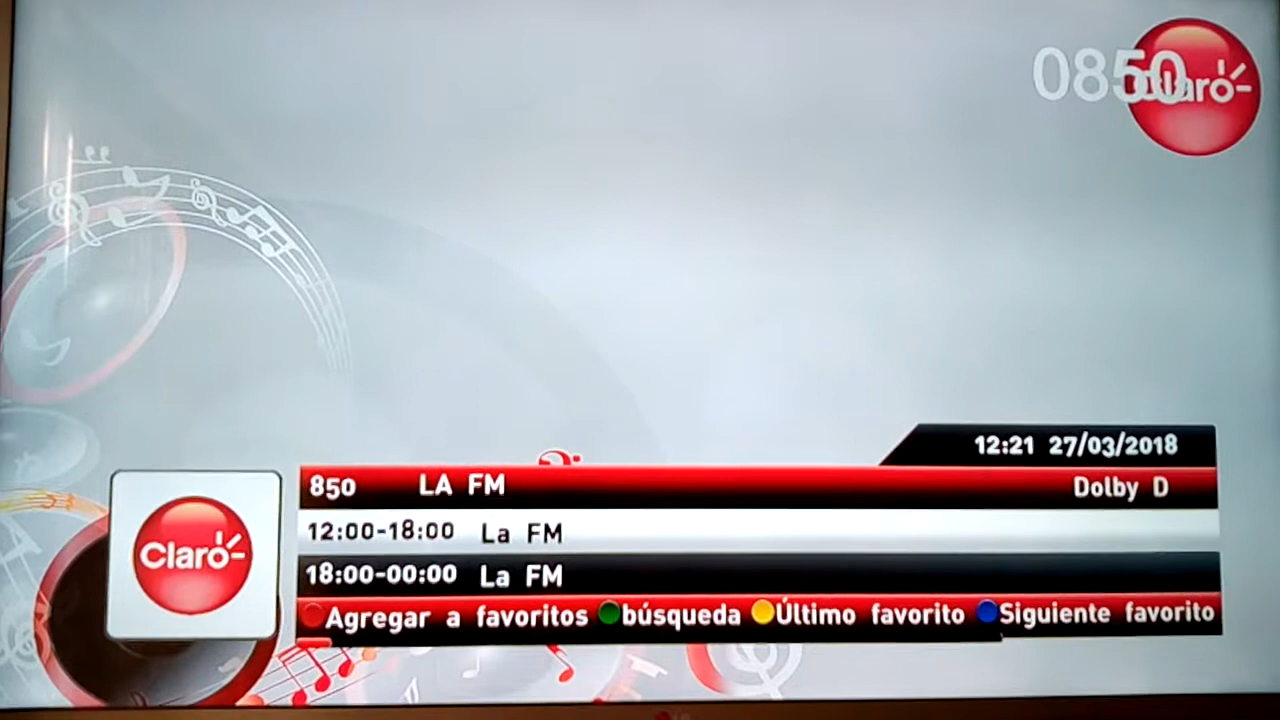 0850
Claro
12:21 27/03/2018
850 LA FM Dolby D
12:00-18:00 La FM
18:00-00:00 La FM
Claro
Agregar a favoritos búsqueda Último favorito Siguiente favorito